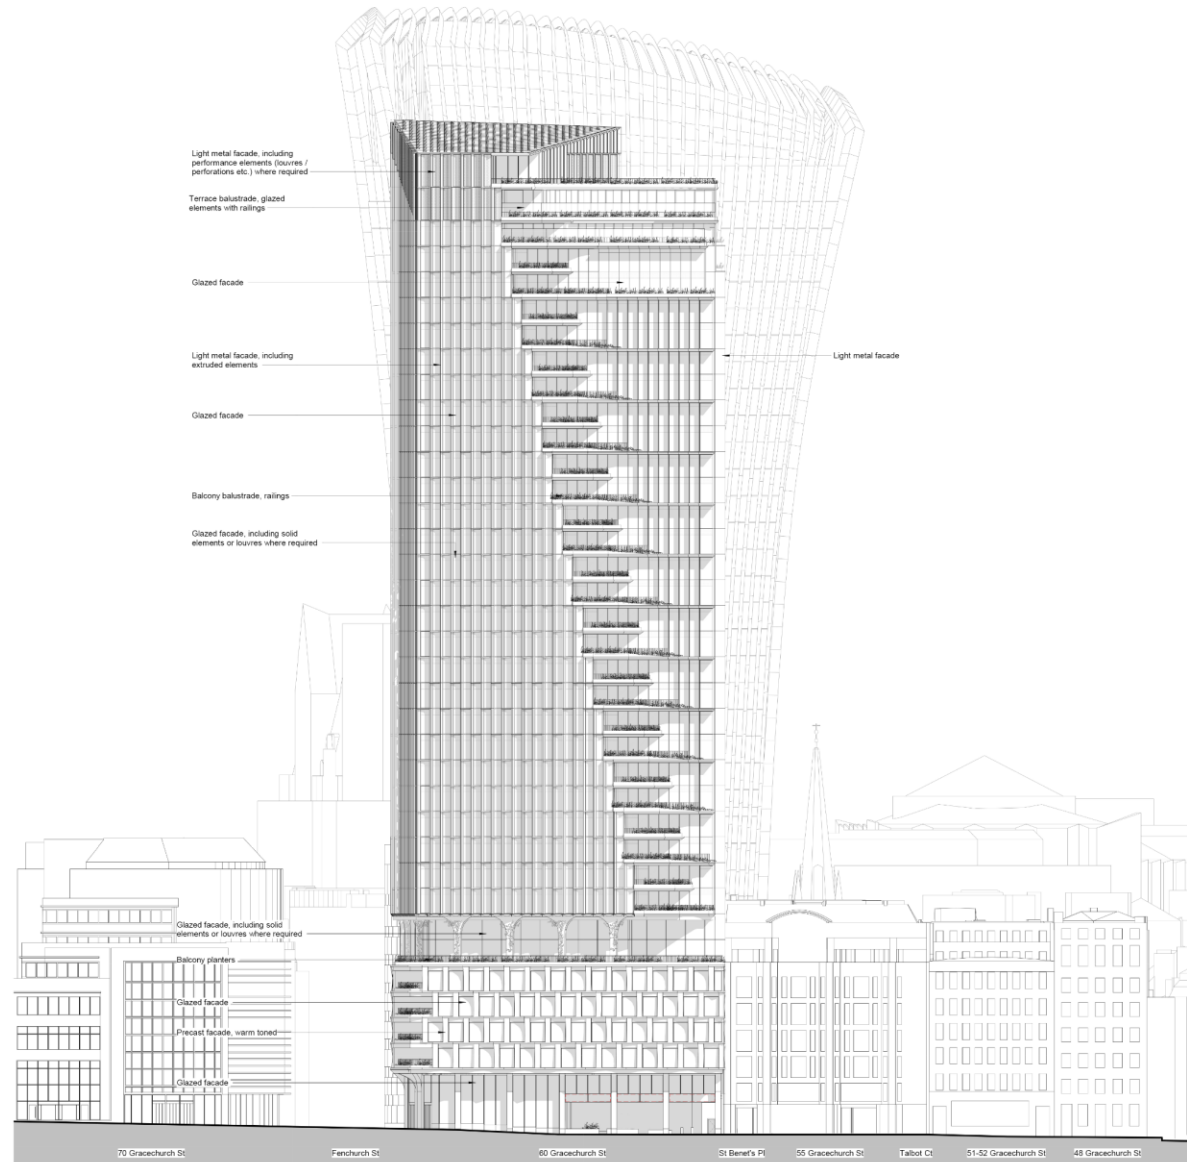 Light metal facade, including
performance elements (louvres /
perforations etc.) where required
Terrace balustrade, glazed
elements with railings
Glazed facade
Light metal facade, including
extruded elements
Light metal facade
Glazed facade
Balcony balustrade, railings
Glazed facade, including solid
elements or louvres where required
Glazed facade, including solid
elements or louvres where required
Balcony planters
Glazed facade
Precast facade, warm toned
Glazed facade
70 Gracechurch St
Fenchurch St
60 Gracechurch St
St Benet's Pl
55 Gracechurch St
Talbot Ct
51-52 Gracechurch St
48 Gracechurch St